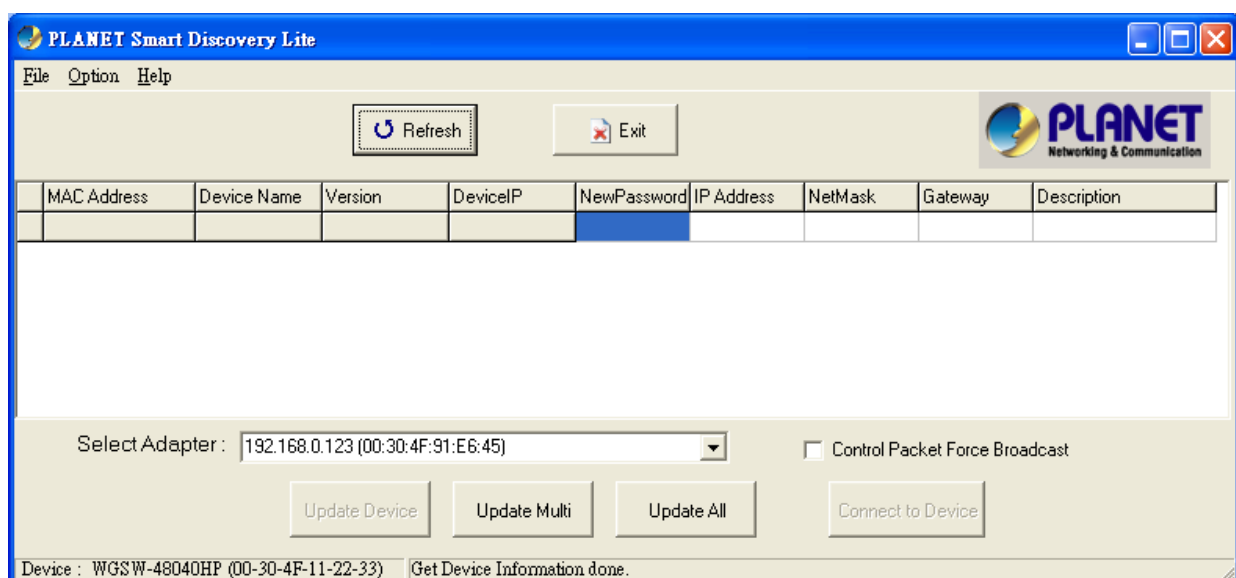 PLANET Smart Discovery Lite
File Option Help
Refresh Exit PLANET
Networking & Communication
MAC Address Device Name Version DeviceIP NewPassword IP Address NetMask Gateway Description
Select Adapter : 192.168.0.123 (00:30:4F:91:E6:45) Control Packet Force Broadcast
Update Device Update Multi Update All Connect to Device
Device : WGSW-48040HP (00-30-4F-11-22-33) Get Device Information done.